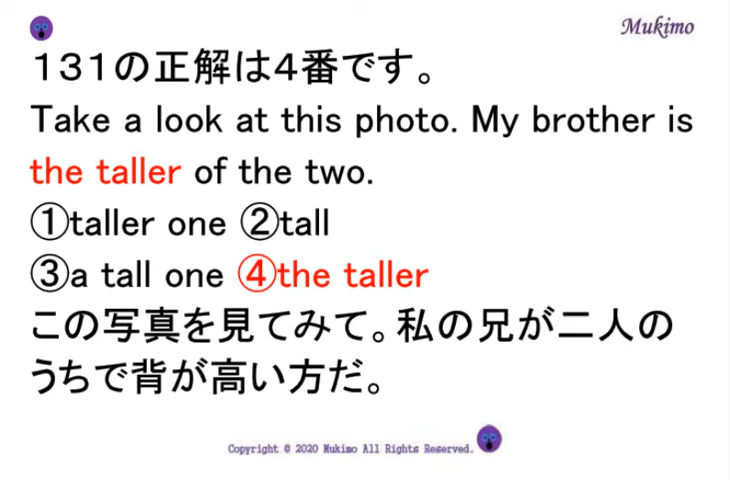 Mukimo
１３１の正解は４番です。
Take a look at this photo. My brother is
the taller of the two.
①taller one ②tall
③a tall one ④the taller
この写真を見てみて。私の兄が二人の
うちで背が高い方だ。
Copyright © 2020 Mukimo All Rights Reserved.